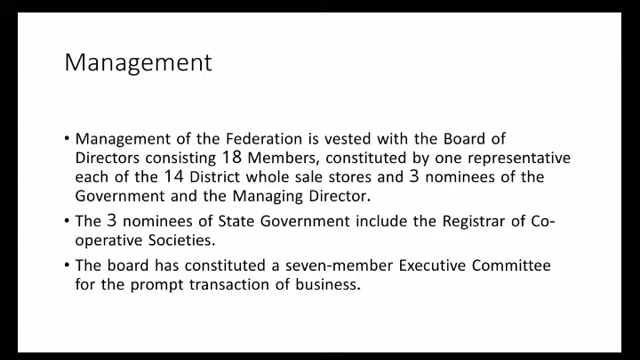 Management
• Management of the Federation is vested with the Board of
Directors consisting 18 Members, constituted by one representative
each of the 14 District whole sale stores and 3 nominees of the
Government and the Managing Director.
• The 3 nominees of State Government include the Registrar of Co-
operative Societies.
• The board has constituted a seven-member Executive Committee
for the prompt transaction of business.